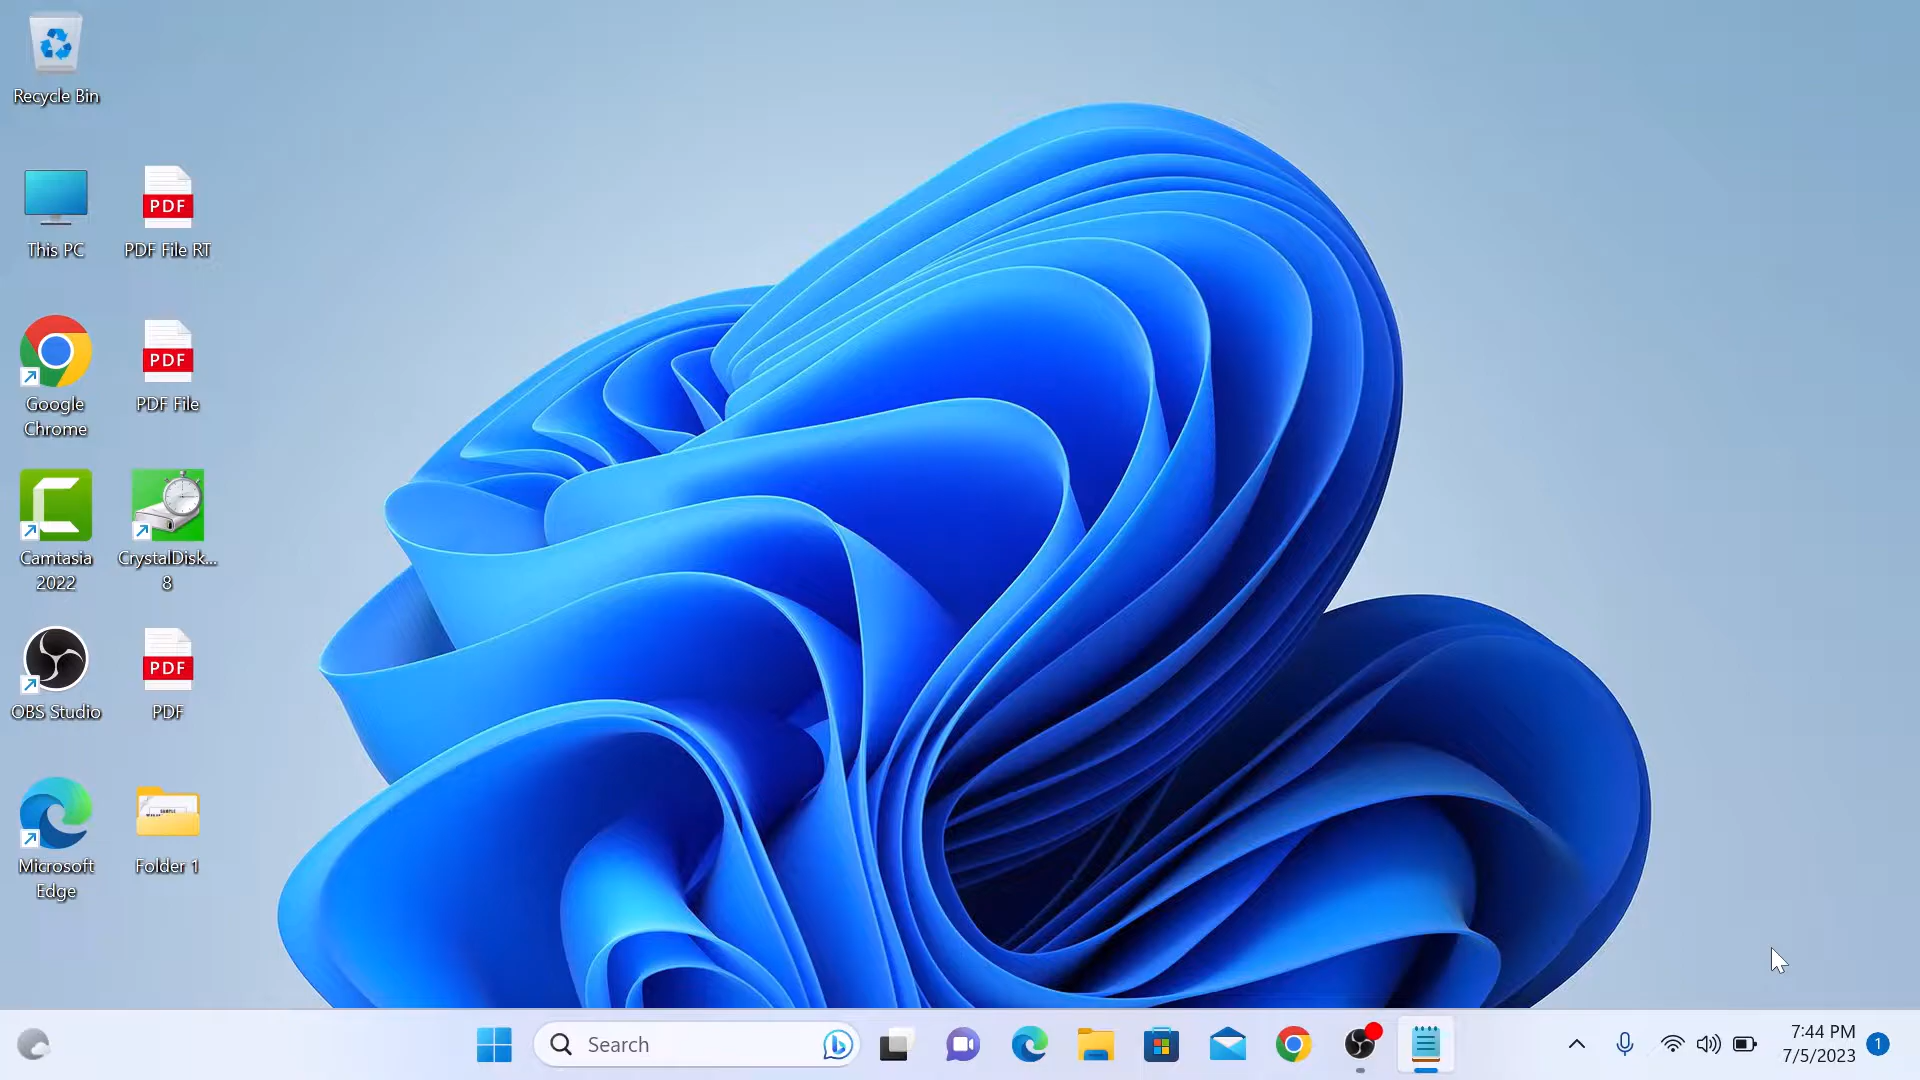 Recycle Bin
This PC
PDF
PDF File RT
Google
Chrome
PDF
PDF File
Camtasia
2022
CrystalDisk...
8
OBS Studio
PDF
PDF
Microsoft
Edge
Folder 1
Search
7:44 PM
7/5/2023
1